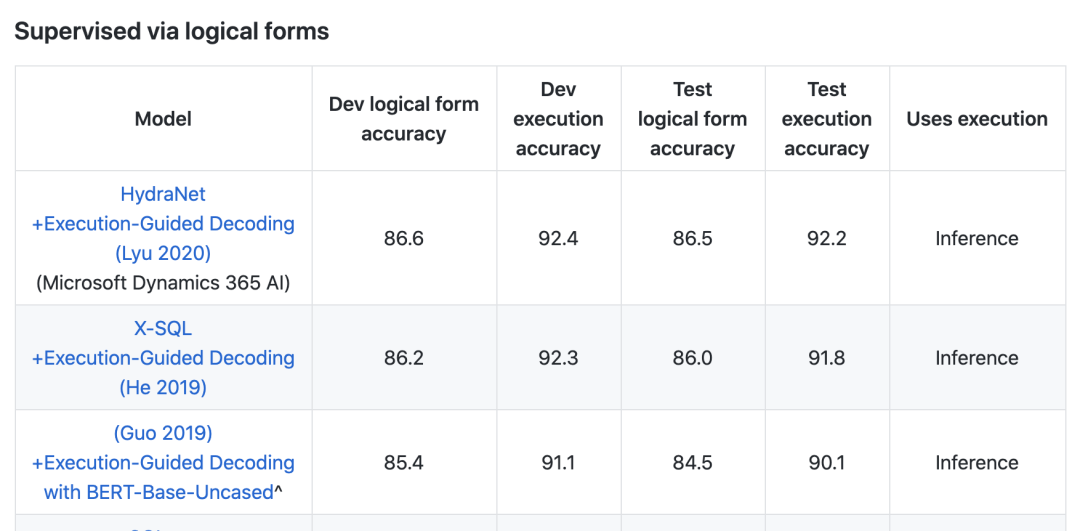 Supervised via logical forms
Model
Dev logical form
accuracy
Dev
execution
accuracy
Test
logical form
accuracy
Test
execution
accuracy
Uses execution
HydraNet
+Execution-Guided Decoding
(Lyu 2020)
(Microsoft Dynamics 365 AI)
86.6
92.4
86.5
92.2
Inference
X-SQL
+Execution-Guided Decoding
(He 2019)
86.2
92.3
86.0
91.8
Inference
(Guo 2019)
+Execution-Guided Decoding
with BERT-Base-Uncased^
85.4
91.1
84.5
90.1
Inference